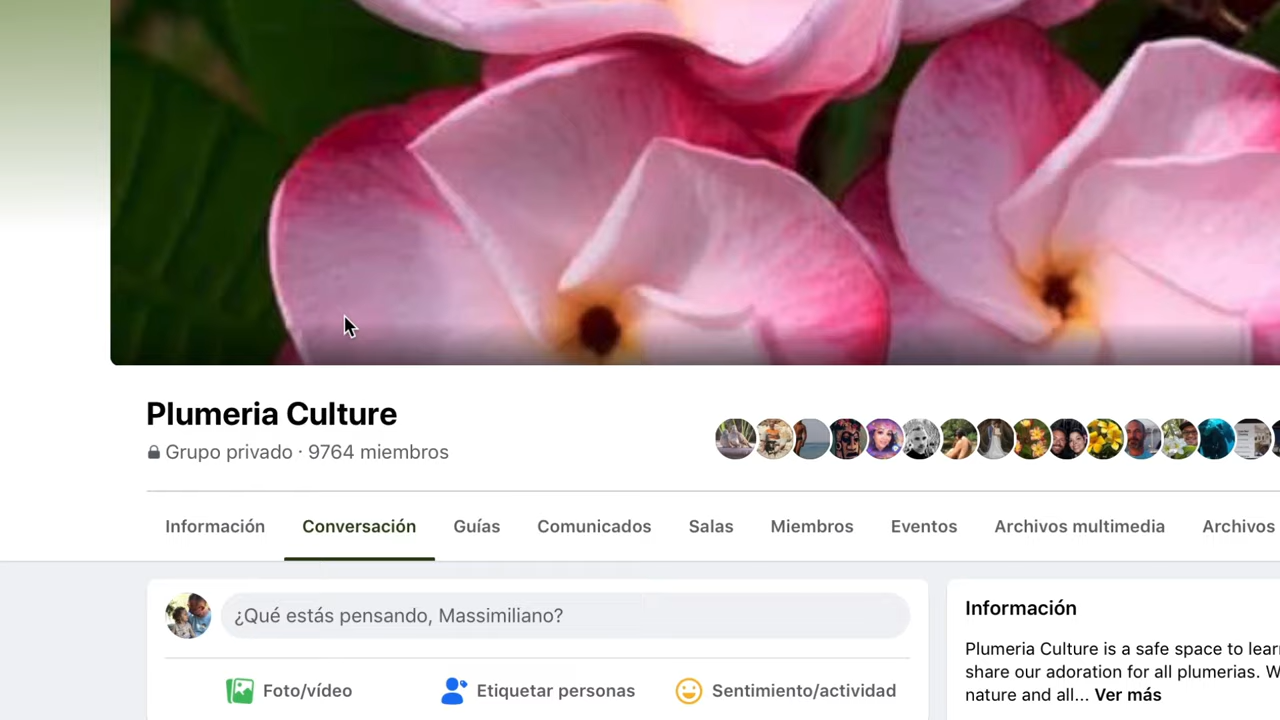 Plumeria Culture
Grupo privado · 9764 miembros
Información Conversación Guías Comunicados Salas Miembros Eventos Archivos multimedia Archivos
¿Qué estás pensando, Massimiliano?
Foto/vídeo Etiquetar personas Sentimiento/actividad
Información
Plumeria Culture is a safe space to lear
share our adoration for all plumerias. W
nature and all... Ver más